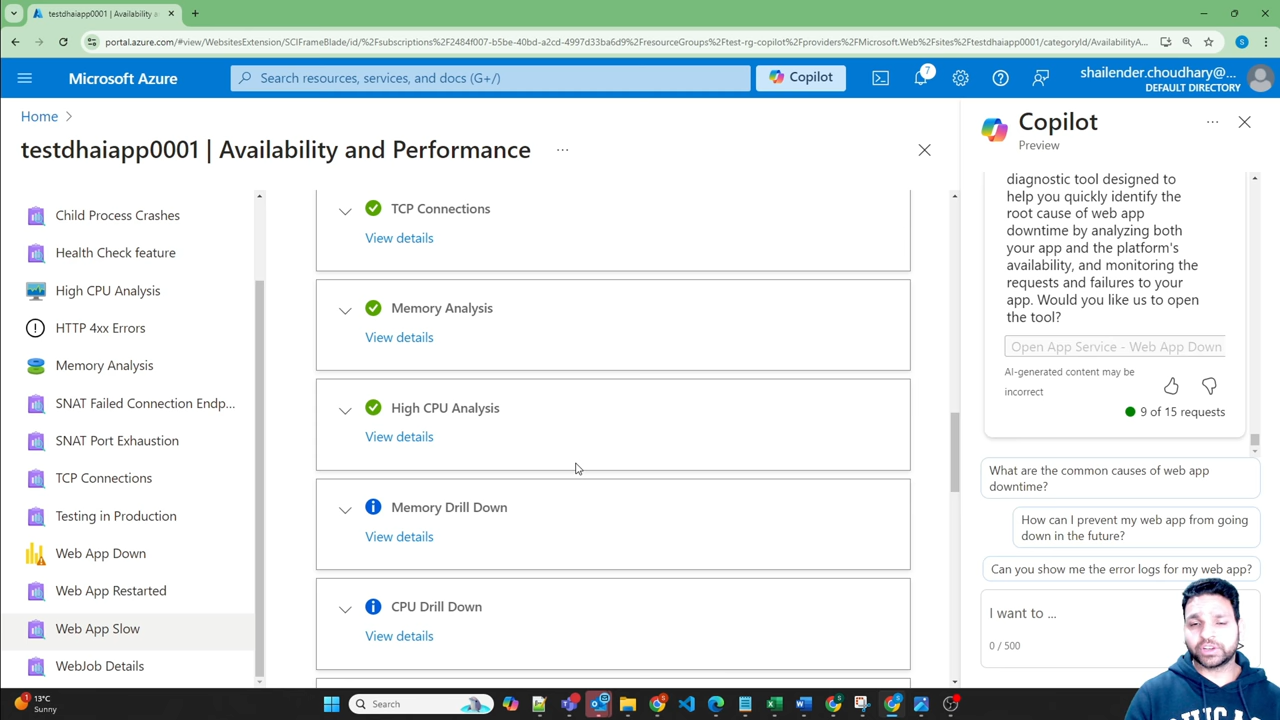 testdhaiapp0001 | Availability a
portal.azure.com/#view/WebsitesExtension/SCIFrameBlade/id/%2Fsubscriptions%2F2484f007-b5be-40bd-a2cd-4997d33ba6d9%2FresourceGroups%2Ftest-rg-copilot%2Fproviders%2FMicrosoft.Web%2Fsites%2Ftestdhaiapp0001/categoryId/AvailabilityA...
S
Microsoft Azure
Search resources, services, and docs (G+/)
Copilot
7
shailender.choudhary@...
DEFAULT DIRECTORY
Home
testdhaiapp0001 | Availability and Performance
...
Child Process Crashes
Health Check feature
High CPU Analysis
HTTP 4xx Errors
Memory Analysis
SNAT Failed Connection Endp...
SNAT Port Exhaustion
TCP Connections
Testing in Production
Web App Down
Web App Restarted
Web App Slow
WebJob Details
TCP Connections
View details
Memory Analysis
View details
High CPU Analysis
View details
Memory Drill Down
View details
CPU Drill Down
View details
Copilot
Preview
...
diagnostic tool designed to
help you quickly identify the
root cause of web app
downtime by analyzing both
your app and the platform's
availability, and monitoring the
requests and failures to your
app. Would you like us to open
the tool?
Open App Service - Web App Down
AI-generated content may be
incorrect
9 of 15 requests
What are the common causes of web app
downtime?
How can I prevent my web app from going
down in the future?
Can you show me the error logs for my web app?
I want to ...
0 / 500
1
13°C
Sunny
Search